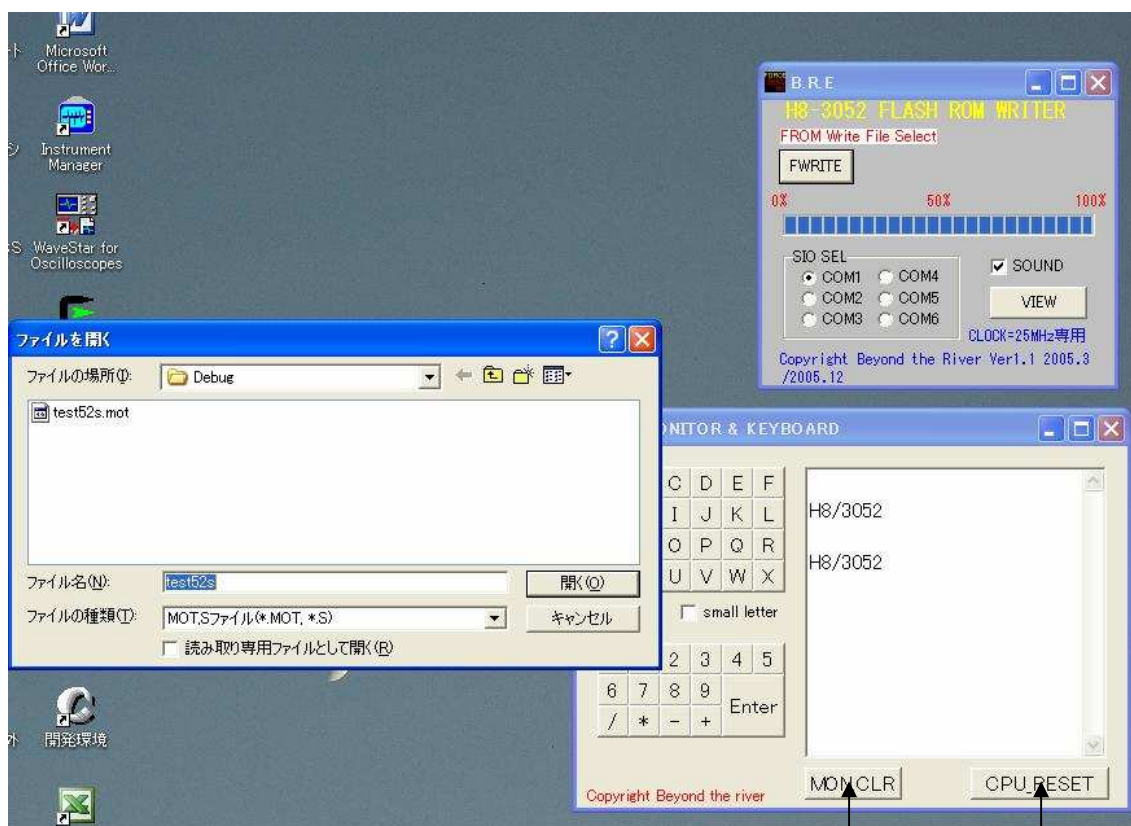 Microsoft
Office Wor...
Instrument
Manager
WaveStar for
Oscilloscopes
B.R.E
H8-3052 FLASH ROM WRITER
FROM Write File Select
FWRITE
0% 50% 100%
SIO SEL
COM1 COM4
COM2 COM5
COM3 COM6
SOUND
VIEW
CLOCK=25MHz専用
Copyright Beyond the River Ver1.1 2005.3
/2005.12
ファイルを開く
ファイルの場所(I):
Debug
test52s.mot
ファイル名(N):
test52s
開く(O)
ファイルの種類(T):
MOT,Sファイル(*.MOT, *.S)
キャンセル
読み取り専用ファイルとして開く(R)
& KEYBOARD
C D E F
I J K L
O P Q R
U V W X
small letter
2 3 4 5
6 7 8 9
Enter
/ * - +
H8/3052
H8/3052
Copyright Beyond the river
MON CLR
CPU_RESET
開発環境